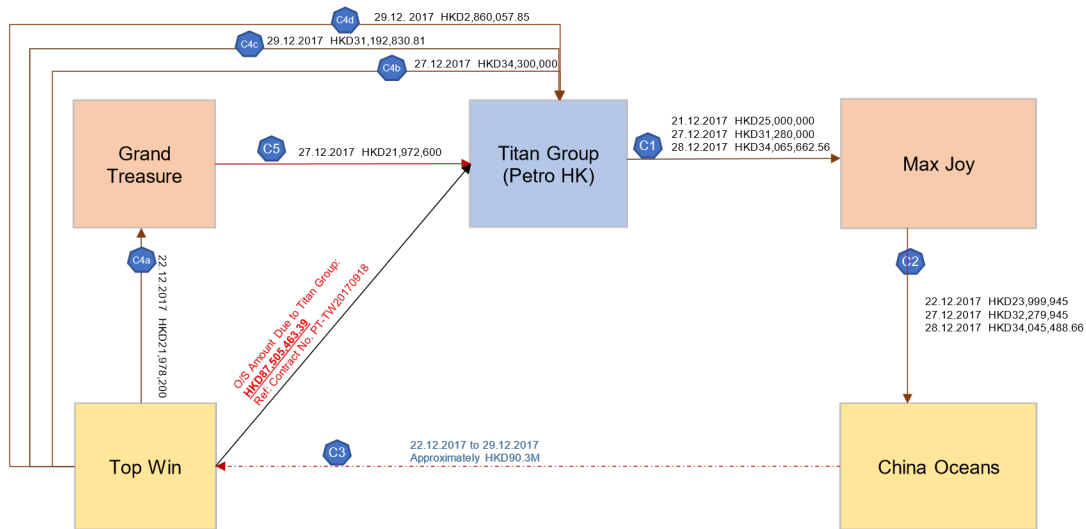 C4d
29.12. 2017  HKD2,860,057.85
C4c
29.12.2017  HKD31,192,830.81
C4b
27.12.2017  HKD34,300,000
Grand
Treasure
C5
27.12.2017  HKD21,972,600
Titan Group
(Petro HK)
21.12.2017  HKD25,000,000
27.12.2017  HKD31,280,000
28.12.2017  HKD34,065,662.56
C1
Max Joy
C4a
22.12.2017  HKD21,978,200
O/S Amount Due to Titan Group:
HKD87,505,463.39
Ref: Contract No. PT-TW20170918
C2
22.12.2017  HKD23,999,945
27.12.2017  HKD32,279,945
28.12.2017  HKD34,045,488.66
Top Win
C3
22.12.2017 to 29.12.2017
Approximately HKD90.3M
China Oceans